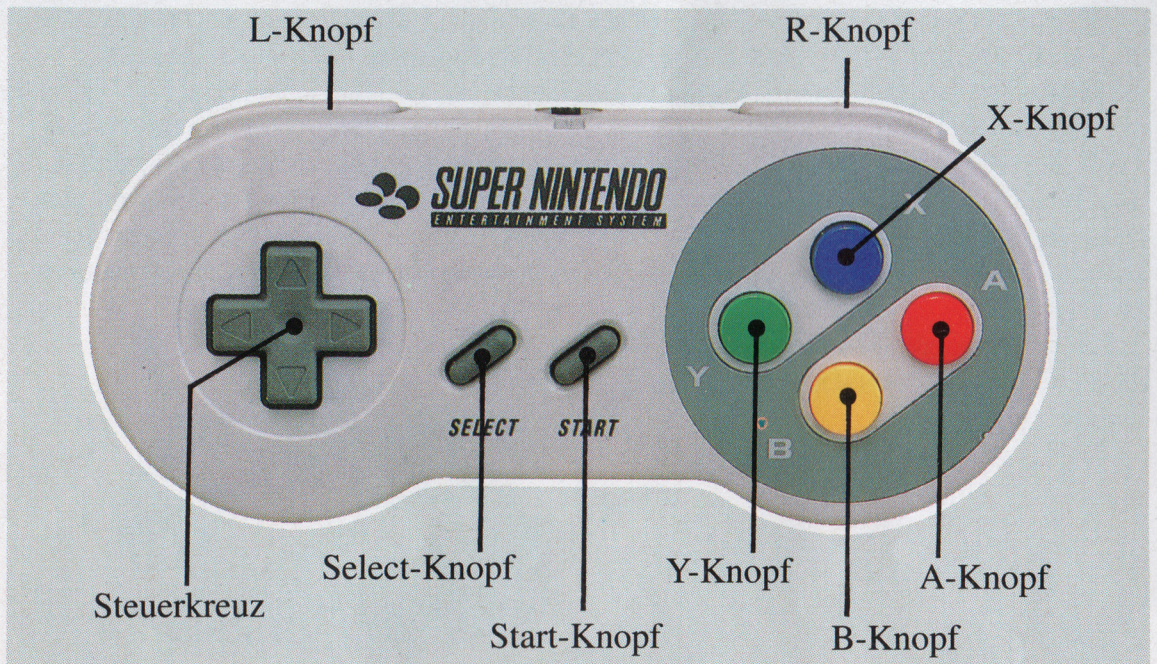 L-Knopf
R-Knopf
X-Knopf
SUPER NINTENDO
ENTERTAINMENT SYSTEM
X
A
Y
B
SELECT
START
Select-Knopf
Y-Knopf
A-Knopf
Steuerkreuz
Start-Knopf
B-Knopf